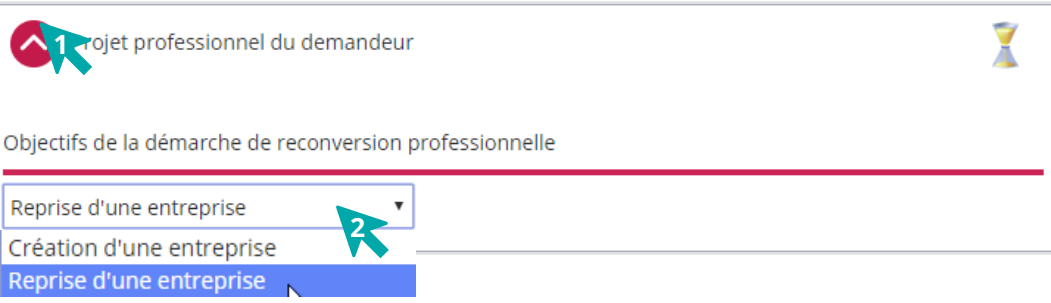 1 rojet professionnel du demandeur
Objectifs de la démarche de reconversion professionnelle
Reprise d'une entreprise
2
Création d'une entreprise
Reprise d'une entreprise